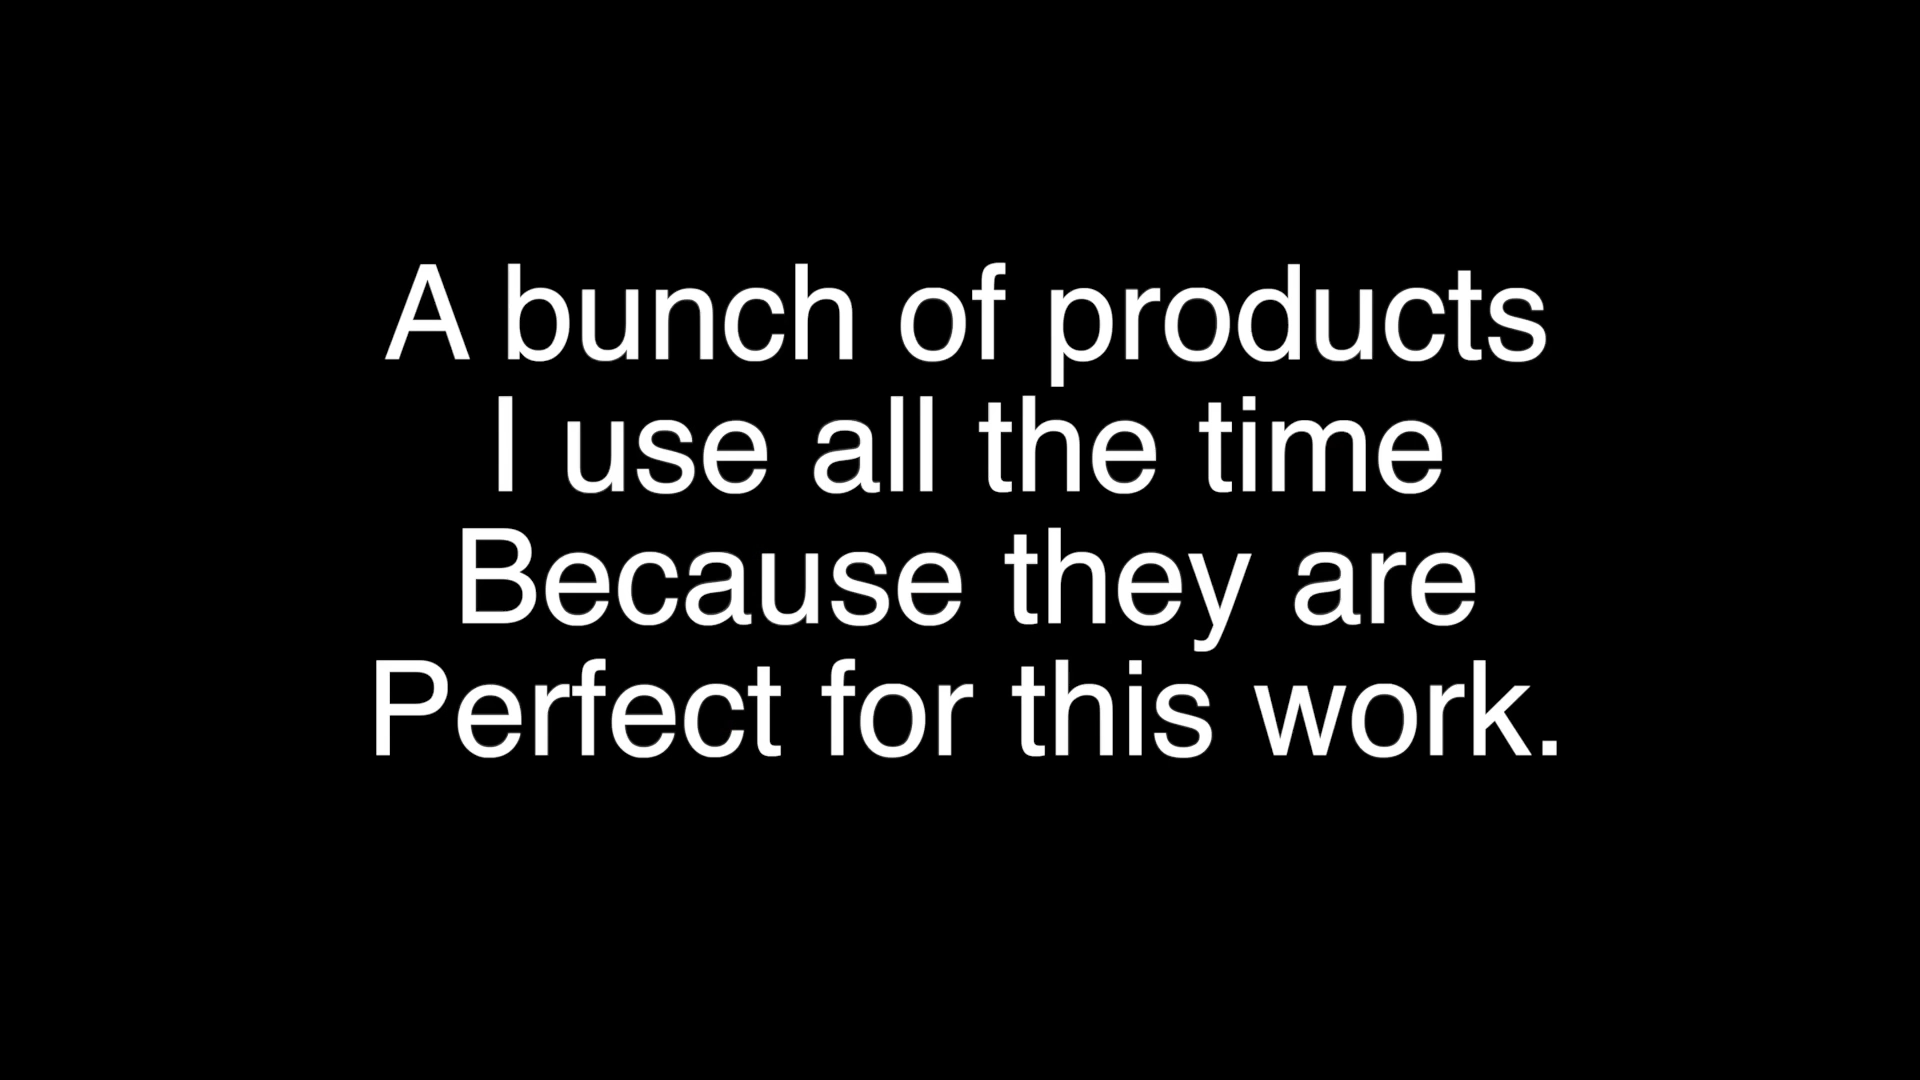 A bunch of products
I use all the time
Because they are
Perfect for this work.